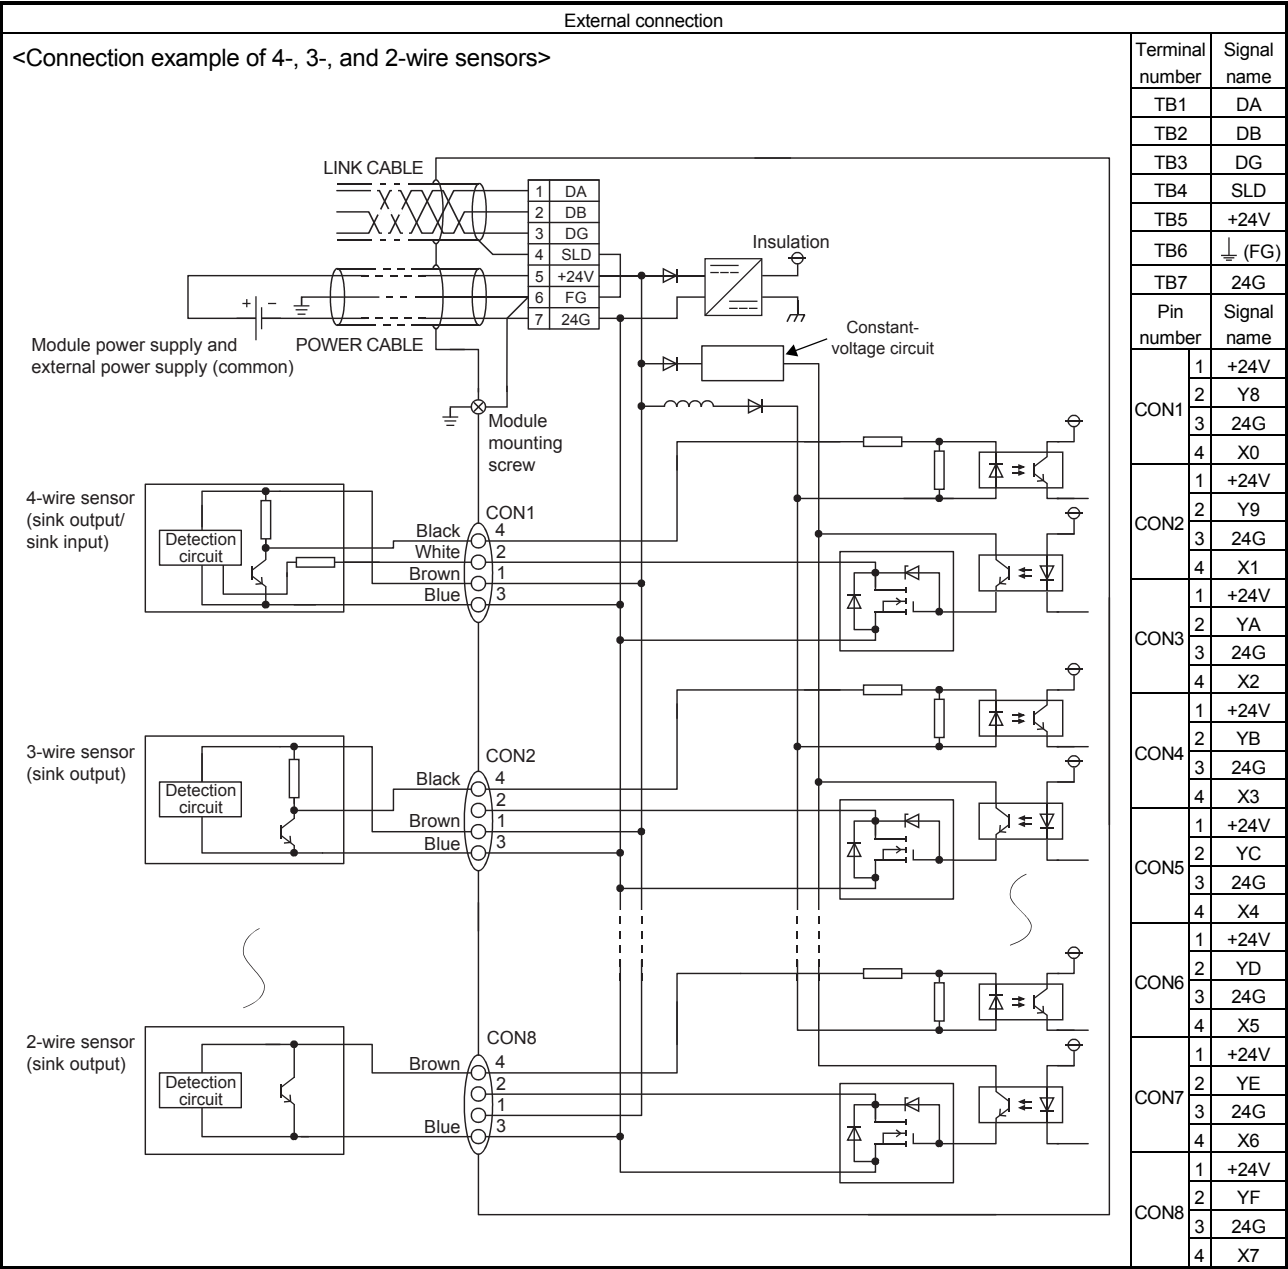 External connection
<Connection example of 4-, 3-, and 2-wire sensors>
LINK CABLE
1 DA
2 DB
3 DG
4 SLD
5 +24V
6 FG
7 24G
Insulation
+ −
Module power supply and
external power supply (common)
POWER CABLE
Constant-
voltage circuit
Module
mounting
screw
4-wire sensor
(sink output/
sink input)
Detection
circuit
CON1
Black 4
White 2
Brown 1
Blue 3
3-wire sensor
(sink output)
Detection
circuit
CON2
Black 4
2
Brown 1
Blue 3
2-wire sensor
(sink output)
Detection
circuit
CON8
Brown 4
2
1
Blue 3
Terminal number Signal name
TB1 DA
TB2 DB
TB3 DG
TB4 SLD
TB5 +24V
TB6 (FG)
TB7 24G
Pin number Signal name
CON1 1 +24V
2 Y8
3 24G
4 X0
CON2 1 +24V
2 Y9
3 24G
4 X1
CON3 1 +24V
2 YA
3 24G
4 X2
CON4 1 +24V
2 YB
3 24G
4 X3
CON5 1 +24V
2 YC
3 24G
4 X4
CON6 1 +24V
2 YD
3 24G
4 X5
CON7 1 +24V
2 YE
3 24G
4 X6
CON8 1 +24V
2 YF
3 24G
4 X7